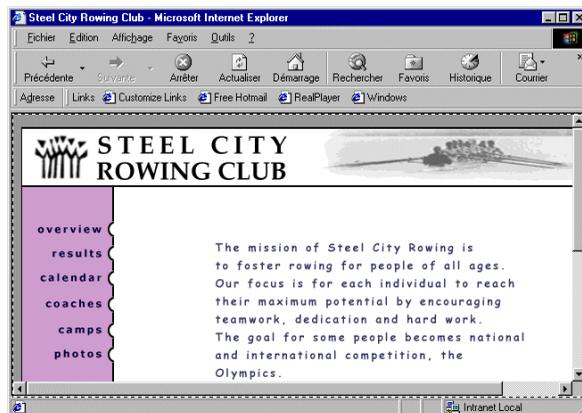 Steel City Rowing Club - Microsoft Internet Explorer
Fichier Edition Affichage Favoris Outils ?
Précédente Suivante Arrêter Actualiser Démarrage Rechercher Favoris Historique Courrier »
Adresse Links Customize Links Free Hotmail RealPlayer Windows
STEEL CITY
ROWING CLUB
overview
results
calendar
coaches
camps
photos
The mission of Steel City Rowing is
to foster rowing for people of all ages.
Our focus is for each individual to reach
their maximum potential by encouraging
teamwork, dedication and hard work.
The goal for some people becomes national
and international competition, the
Olympics.
Intranet Local